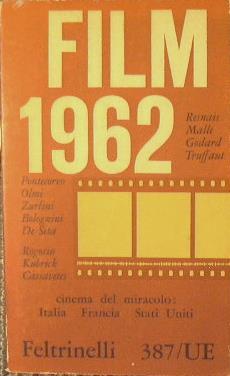 FILM
1962
Resnais
Malle
Godard
Truffaut
Pontecorvo
Olmi
Zurlini
Bolognini
De Seta
Rogosin
Kubrick
Cassavetes
cinema del miracolo:
Italia Francia Stati Uniti
Feltrinelli 387/UE